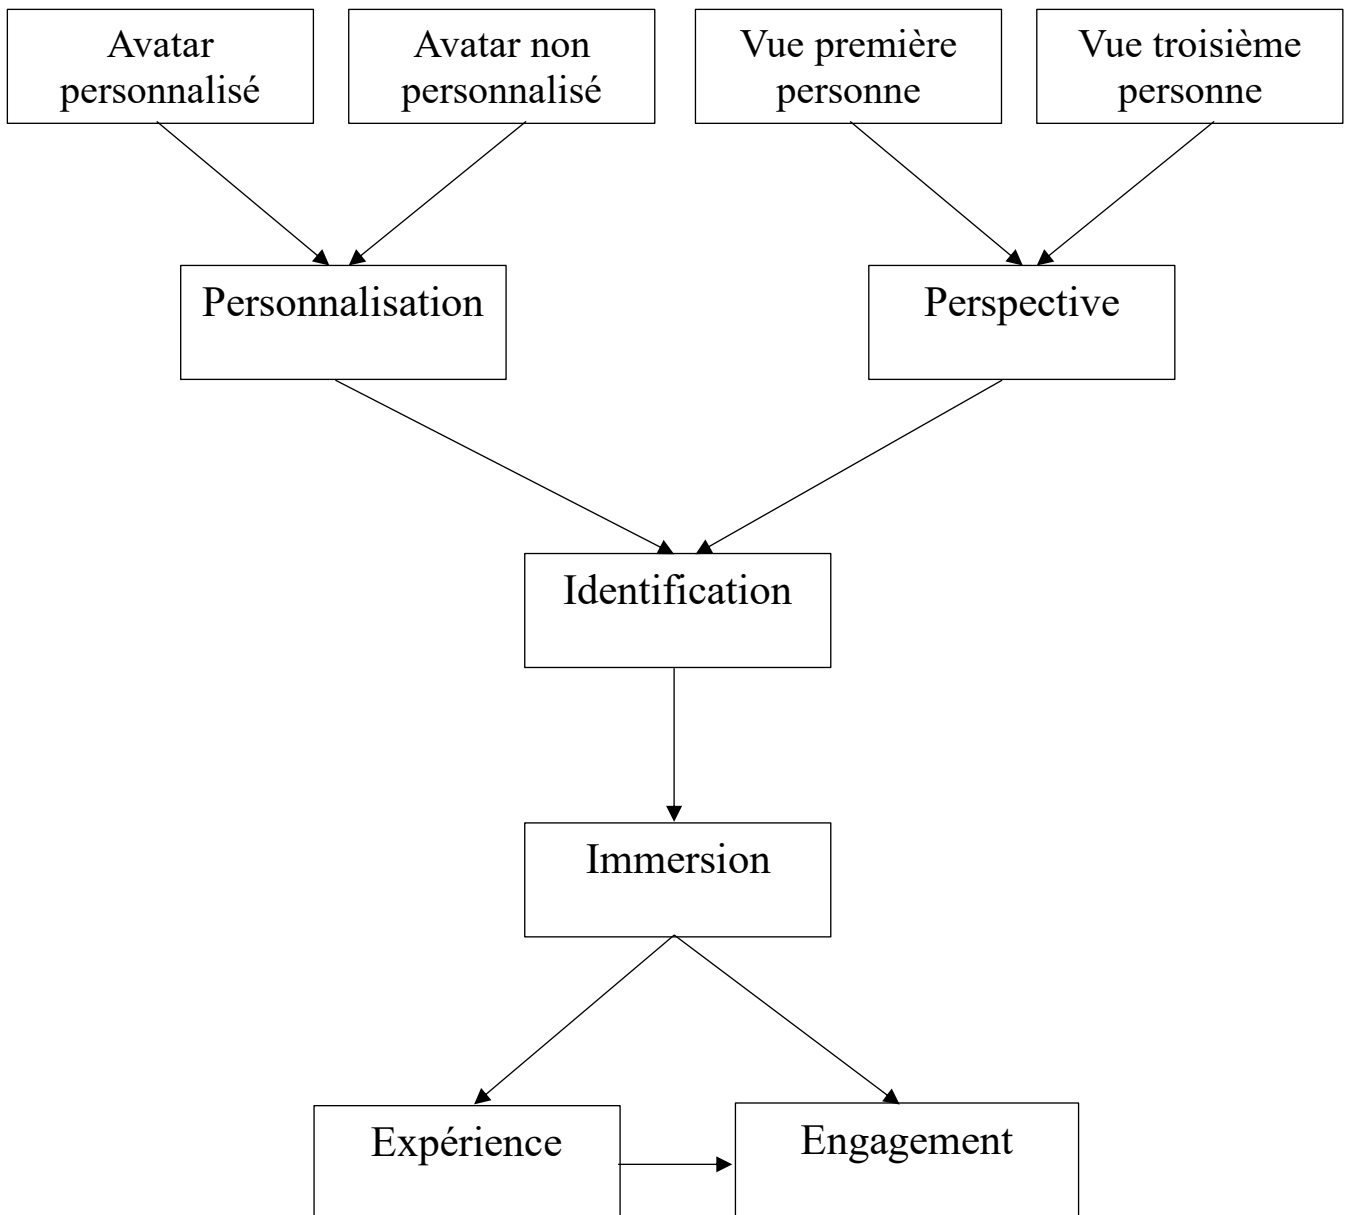 Avatar
personnalisé
Avatar non
personnalisé
Vue première
personne
Vue troisième
personne
Personnalisation
Perspective
Identification
Immersion
Expérience
Engagement